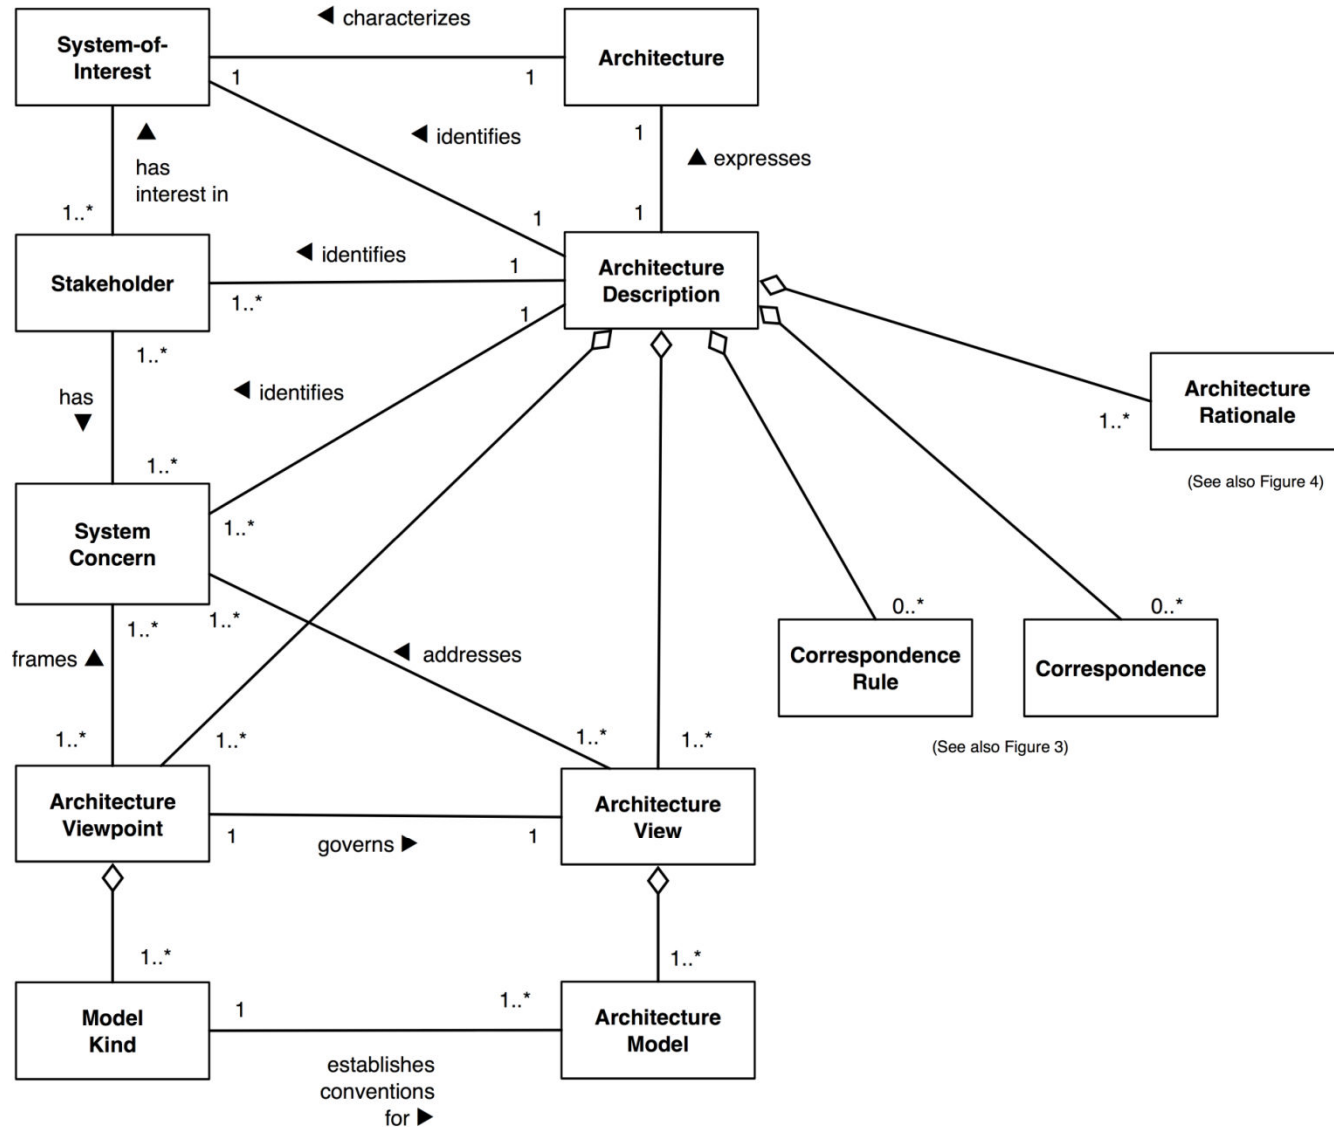 ◀ characterizes
System-of-
Interest
Architecture
1
1
◀ identifies
1
▲
has
interest in
▲ expresses
1..*
1
1
◀ identifies
1
Stakeholder
1..*
Architecture
Description
1
1..*
has
▼
◀ identifies
1..*
Architecture
Rationale
1..*
(See also Figure 4)
1..*
System
Concern
1..*
1..*
1..*
frames ▲
◀ addresses
0..*
0..*
Correspondence
Rule
Correspondence
(See also Figure 3)
1..*
1..*
1..*
1..*
Architecture
Viewpoint
Architecture
View
1
governs ▶
1
1..*
1..*
Model
Kind
1
1..*
Architecture
Model
establishes
conventions
for ▶